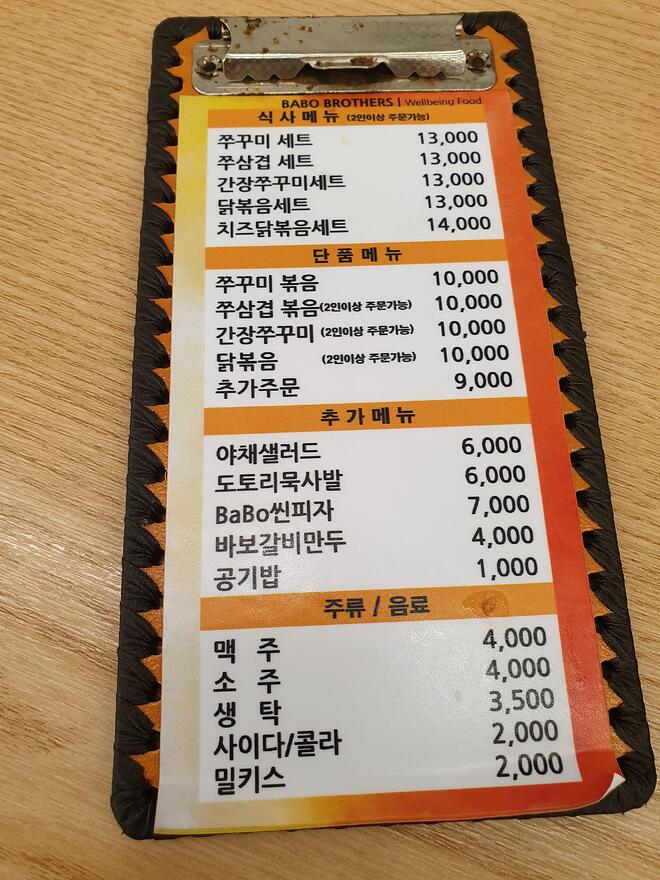 BABO BROTHERS | Wellbeing Food
식사메뉴 (2인이상 주문가능)
쭈꾸미 세트 13,000
쭈삼겹 세트 13,000
간장쭈꾸미세트 13,000
닭볶음세트 13,000
치즈닭볶음세트 14,000
단품메뉴
쭈꾸미 볶음 10,000
쭈삼겹 볶음(2인이상 주문가능) 10,000
간장쭈꾸미 (2인이상 주문가능) 10,000
닭볶음 (2인이상 주문가능) 10,000
추가주문 9,000
추가메뉴
야채샐러드 6,000
도토리묵사발 6,000
BaBo씬피자 7,000
바보갈비만두 4,000
공기밥 1,000
주류 / 음료
맥 주 4,000
소 주 4,000
생 탁 3,500
사이다/콜라 2,000
밀키스 2,000